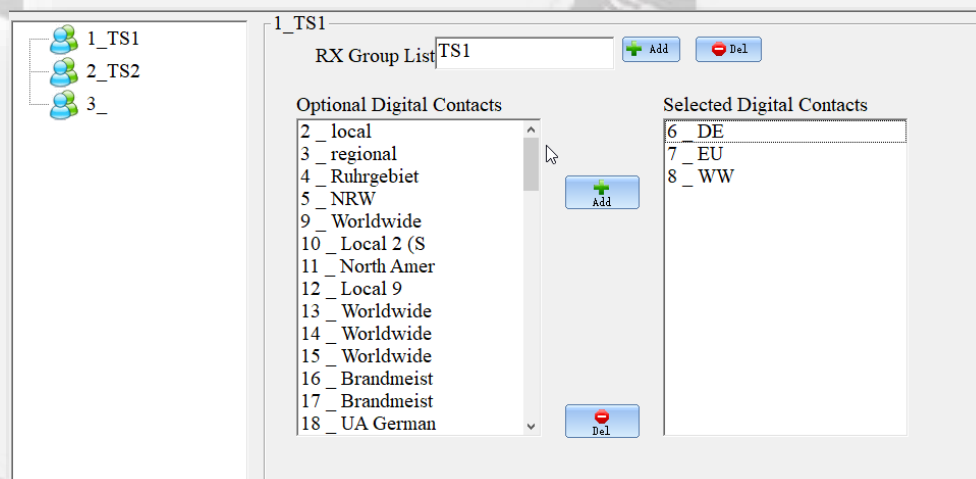 1_TS1
2_TS2
3_
1_TS1
RX Group List TS1 Add Del
Optional Digital Contacts
2 _ local
3 _ regional
4 _ Ruhrgebiet
5 _ NRW
9 _ Worldwide
10 _ Local 2 (S
11 _ North Amer
12 _ Local 9
13 _ Worldwide
14 _ Worldwide
15 _ Worldwide
16 _ Brandmeist
17 _ Brandmeist
18 _ UA German
Add
Del
Selected Digital Contacts
6 _ DE
7 _ EU
8 _ WW